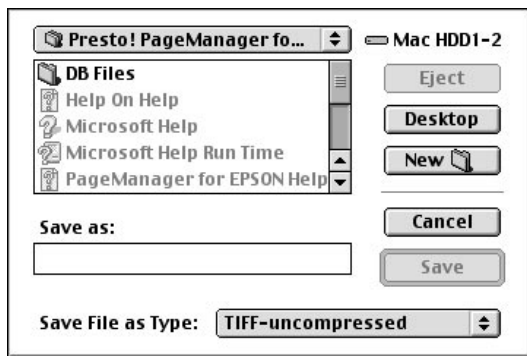 Presto! PageManager fo...
Mac HDD1-2
DB Files
Help On Help
Microsoft Help
Microsoft Help Run Time
PageManager for EPSON Help
Eject
Desktop
New
Save as:
Cancel
Save
Save File as Type: TIFF-uncompressed